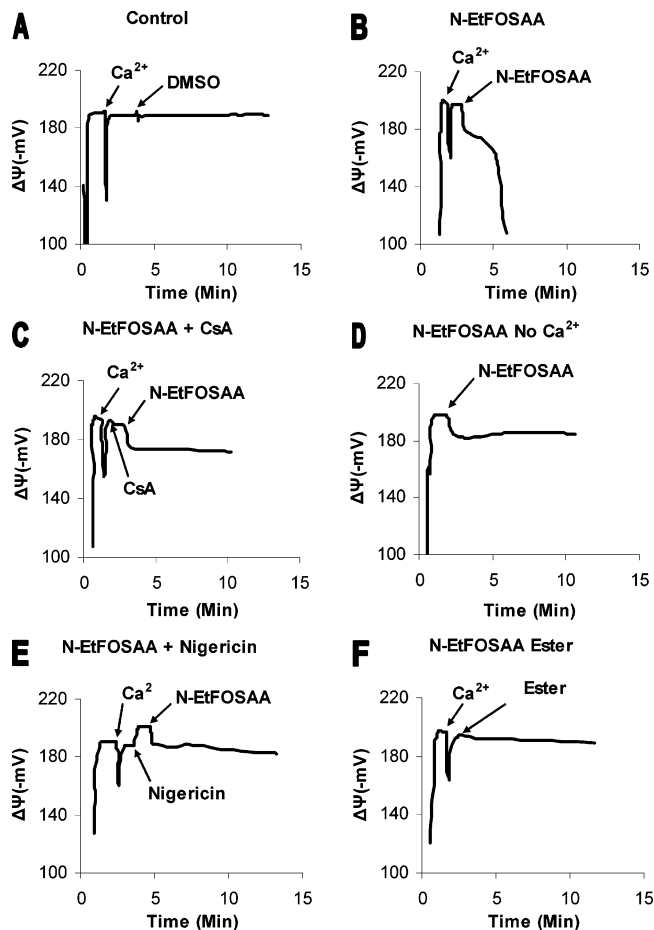 A
Control
Ca2+
DMSO
220
180
140
100
ΔΨ(-mV)
0 5 10 15
Time (Min)
B
N-EtFOSAA
Ca2+
N-EtFOSAA
220
180
140
100
ΔΨ(-mV)
0 5 10 15
Time (Min)
C
N-EtFOSAA + CsA
Ca2+
N-EtFOSAA
CsA
220
180
140
100
ΔΨ(-mV)
0 5 10 15
Time (Min)
D
N-EtFOSAA No Ca2+
N-EtFOSAA
220
180
140
100
ΔΨ(-mV)
0 5 10 15
Time (Min)
E
N-EtFOSAA + Nigericin
Ca2
N-EtFOSAA
Nigericin
220
180
140
100
ΔΨ(-mV)
0 5 10 15
Time (Min)
F
N-EtFOSAA Ester
Ca2+
Ester
220
180
140
100
ΔΨ(-mV)
0 5 10 15
Time (Min)